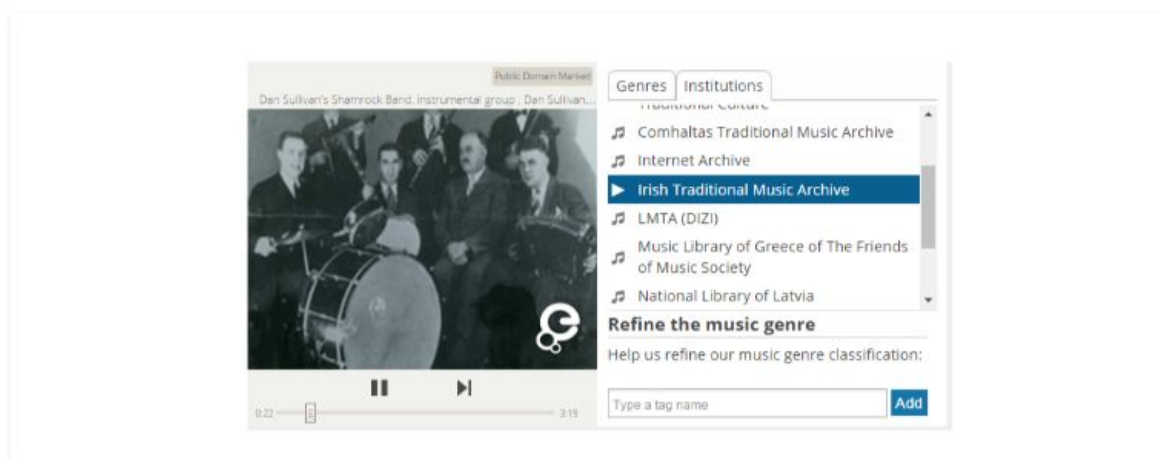 Public Domain Marked
Dan Sullivan's Shamrock Band, instrumental group ; Dan Sullivan...
0:22
3:19
Genres
Institutions
Traditional Culture
Comhaltas Traditional Music Archive
Internet Archive
Irish Traditional Music Archive
LMTA (DIZI)
Music Library of Greece of The Friends
of Music Society
National Library of Latvia
Refine the music genre
Help us refine our music genre classification:
Type a tag name
Add